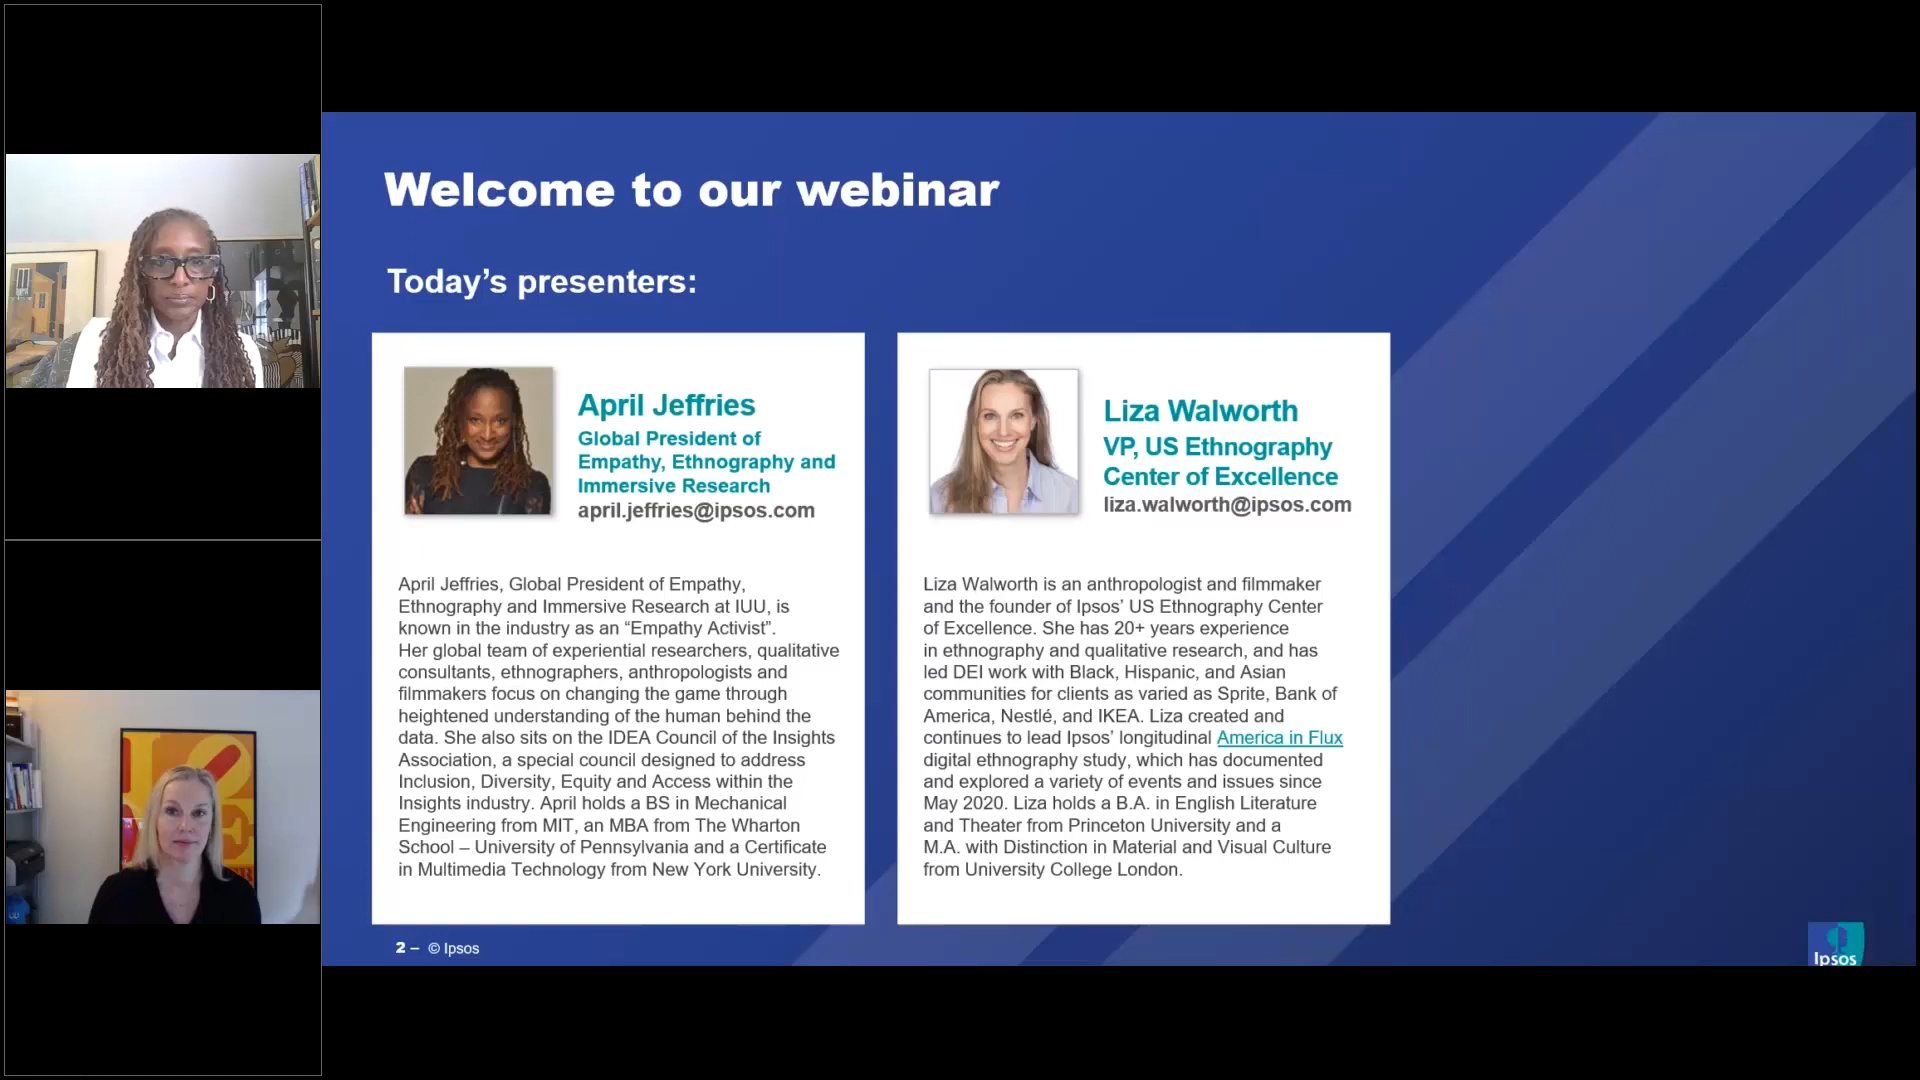 Welcome to our webinar
Today’s presenters:
April Jeffries
Global President of
Empathy, Ethnography and
Immersive Research
april.jeffries@ipsos.com
April Jeffries, Global President of Empathy,
Ethnography and Immersive Research at IUU, is
known in the industry as an “Empathy Activist”.
Her global team of experiential researchers, qualitative
consultants, ethnographers, anthropologists and
filmmakers focus on changing the game through
heightened understanding of the human behind the
data. She also sits on the IDEA Council of the Insights
Association, a special council designed to address
Inclusion, Diversity, Equity and Access within the
Insights industry. April holds a BS in Mechanical
Engineering from MIT, an MBA from The Wharton
School – University of Pennsylvania and a Certificate
in Multimedia Technology from New York University.
Liza Walworth
VP, US Ethnography
Center of Excellence
liza.walworth@ipsos.com
Liza Walworth is an anthropologist and filmmaker
and the founder of Ipsos’ US Ethnography Center
of Excellence. She has 20+ years experience
in ethnography and qualitative research, and has
led DEI work with Black, Hispanic, and Asian
communities for clients as varied as Sprite, Bank of
America, Nestlé, and IKEA. Liza created and
continues to lead Ipsos’ longitudinal America in Flux
digital ethnography study, which has documented
and explored a variety of events and issues since
May 2020. Liza holds a B.A. in English Literature
and Theater from Princeton University and a
M.A. with Distinction in Material and Visual Culture
from University College London.
2 – © Ipsos
Ipsos